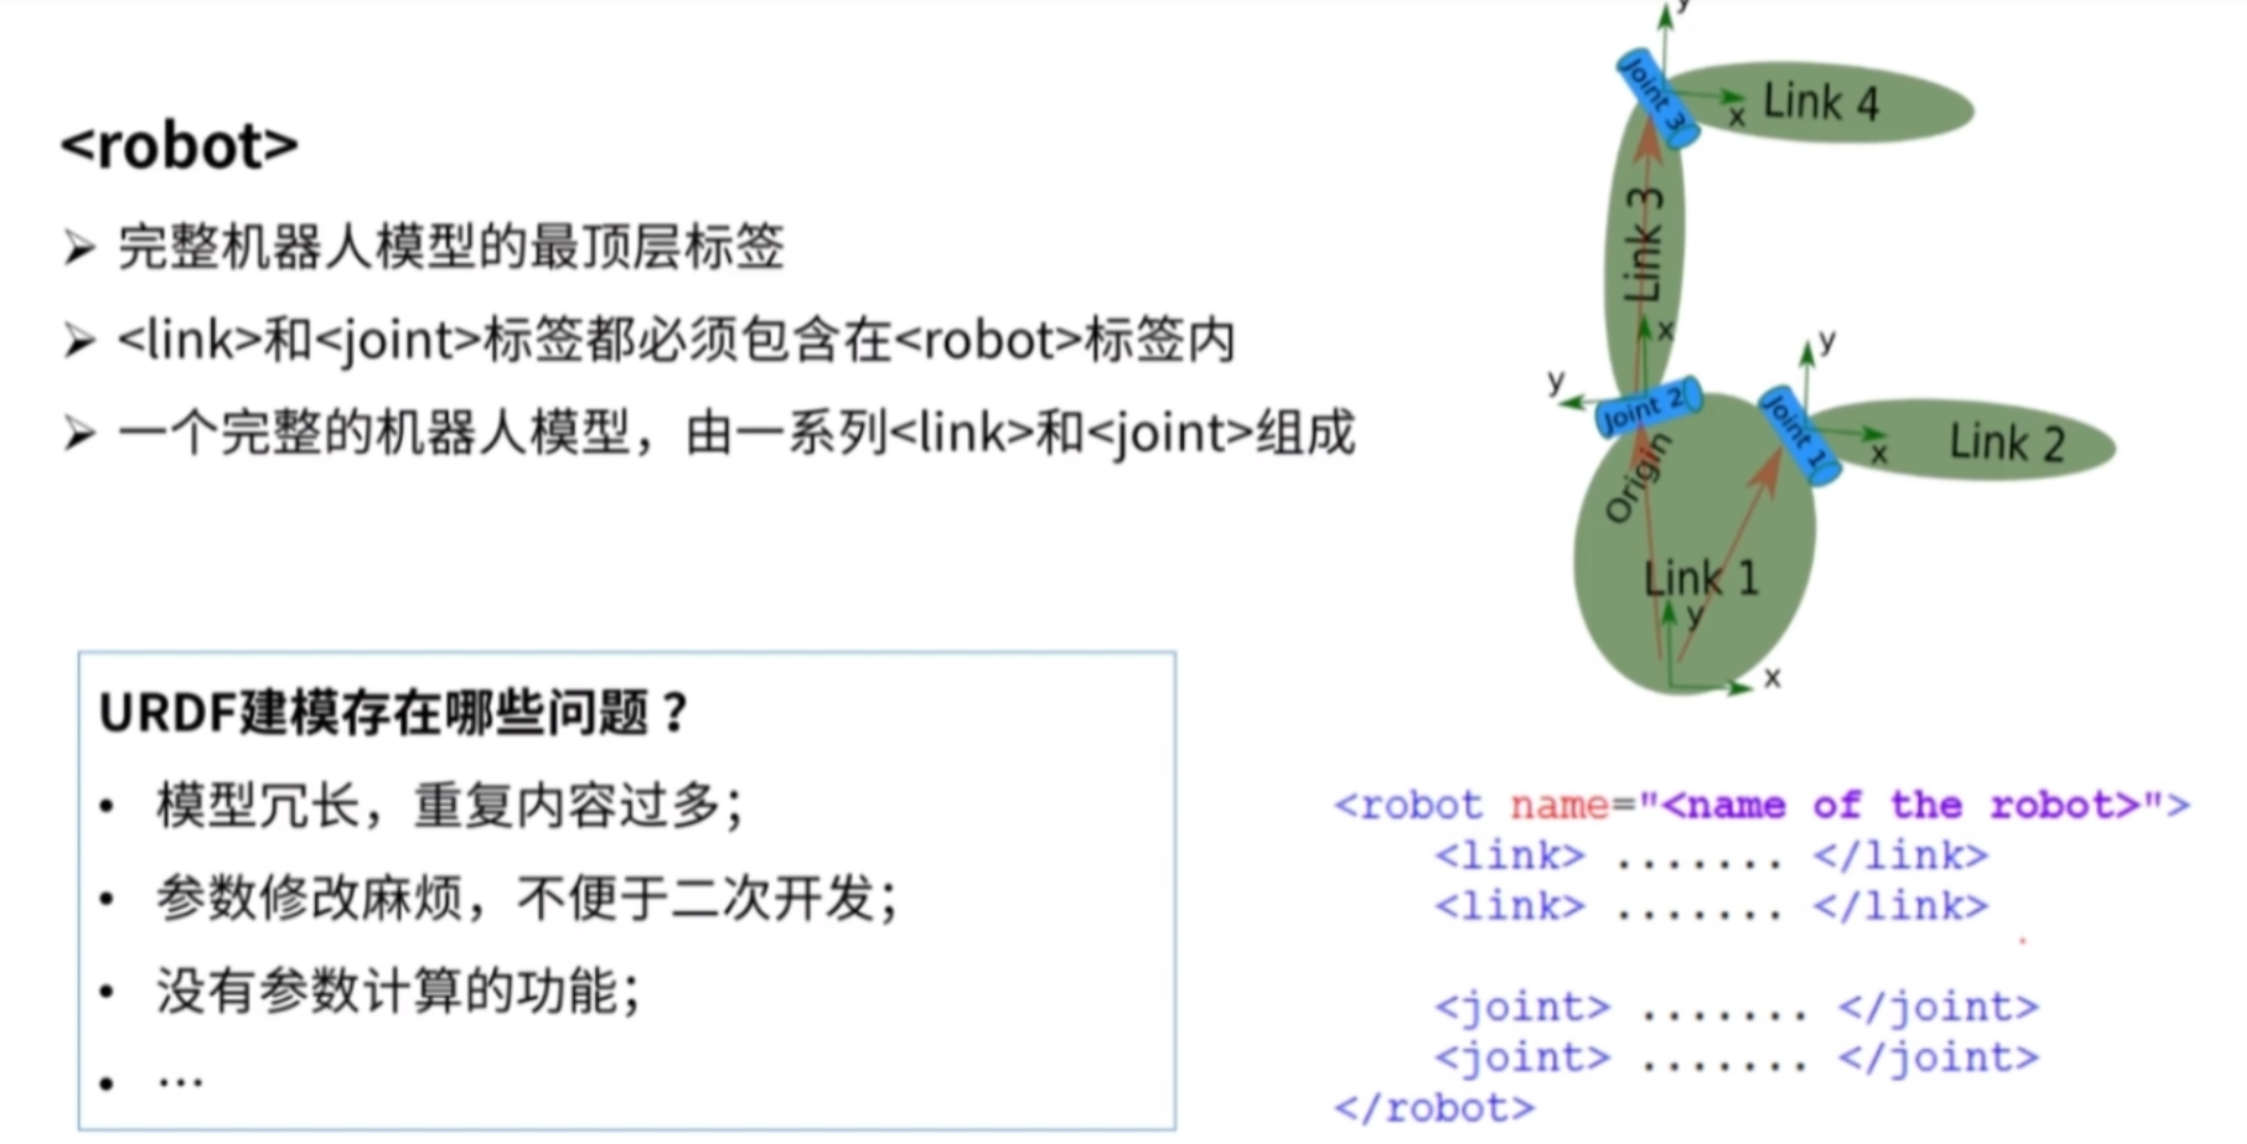 <robot>
完整机器人模型的最顶层标签
<link>和<joint>标签都必须包含在<robot>标签内
一个完整的机器人模型，由一系列<link>和<joint>组成
URDF建模存在哪些问题？
• 模型冗长，重复内容过多；
• 参数修改麻烦，不便于二次开发；
• 没有参数计算的功能；
• …
y
Joint 3
x
Link 4
Link 3
x
y
Joint 2
y
Joint 1
x
Link 2
Origin
Link 1
y
x
<robot name="<name of the robot>">
<link> ....... </link>
<link> ....... </link>
<joint> ....... </joint>
<joint> ....... </joint>
</robot>